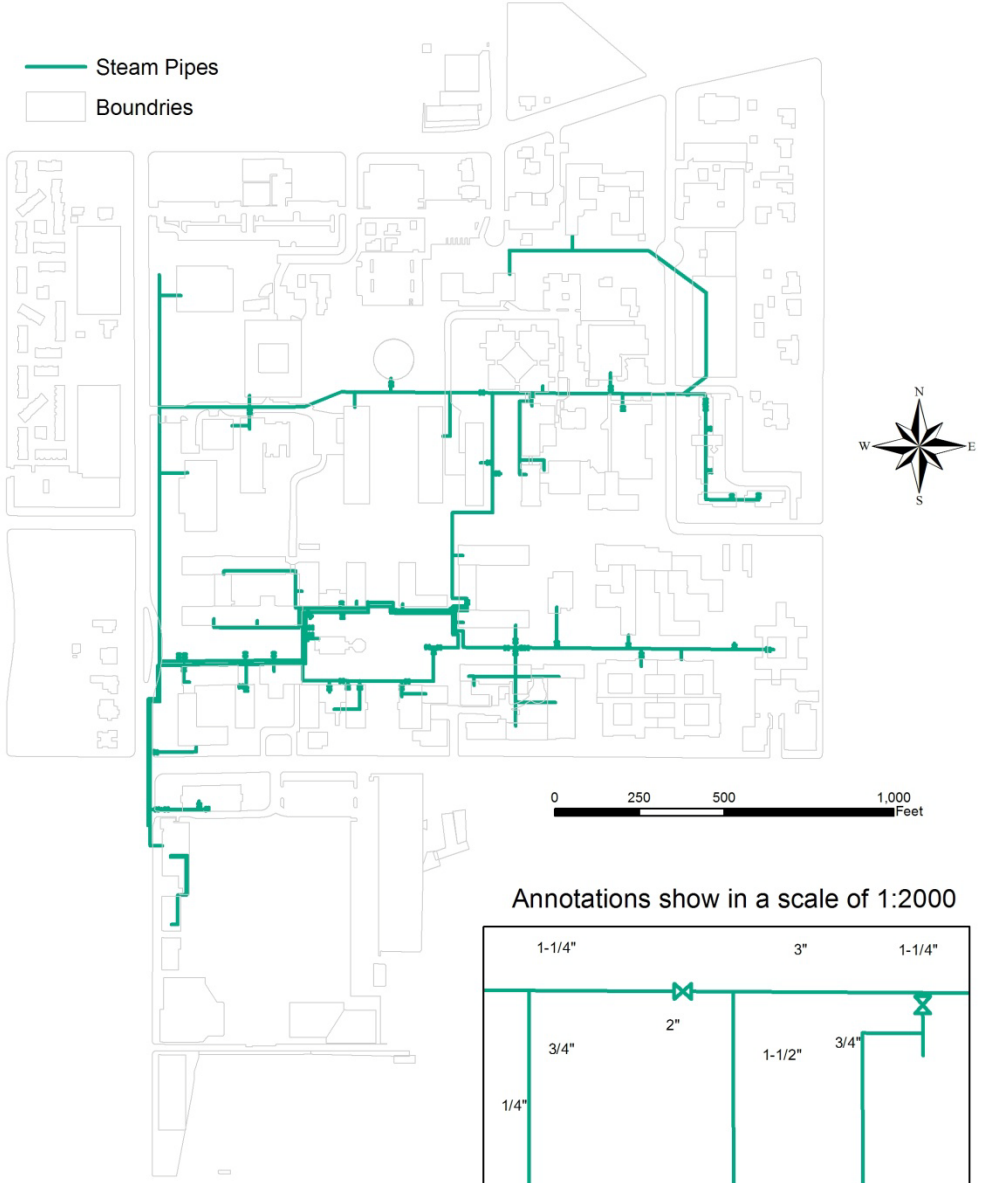 Steam Pipes
Boundries
N
W
E
S
0 250 500 1,000
Feet
Annotations show in a scale of 1:2000
1-1/4" 3" 1-1/4"
2"
3/4" 1-1/2" 3/4"
1/4"